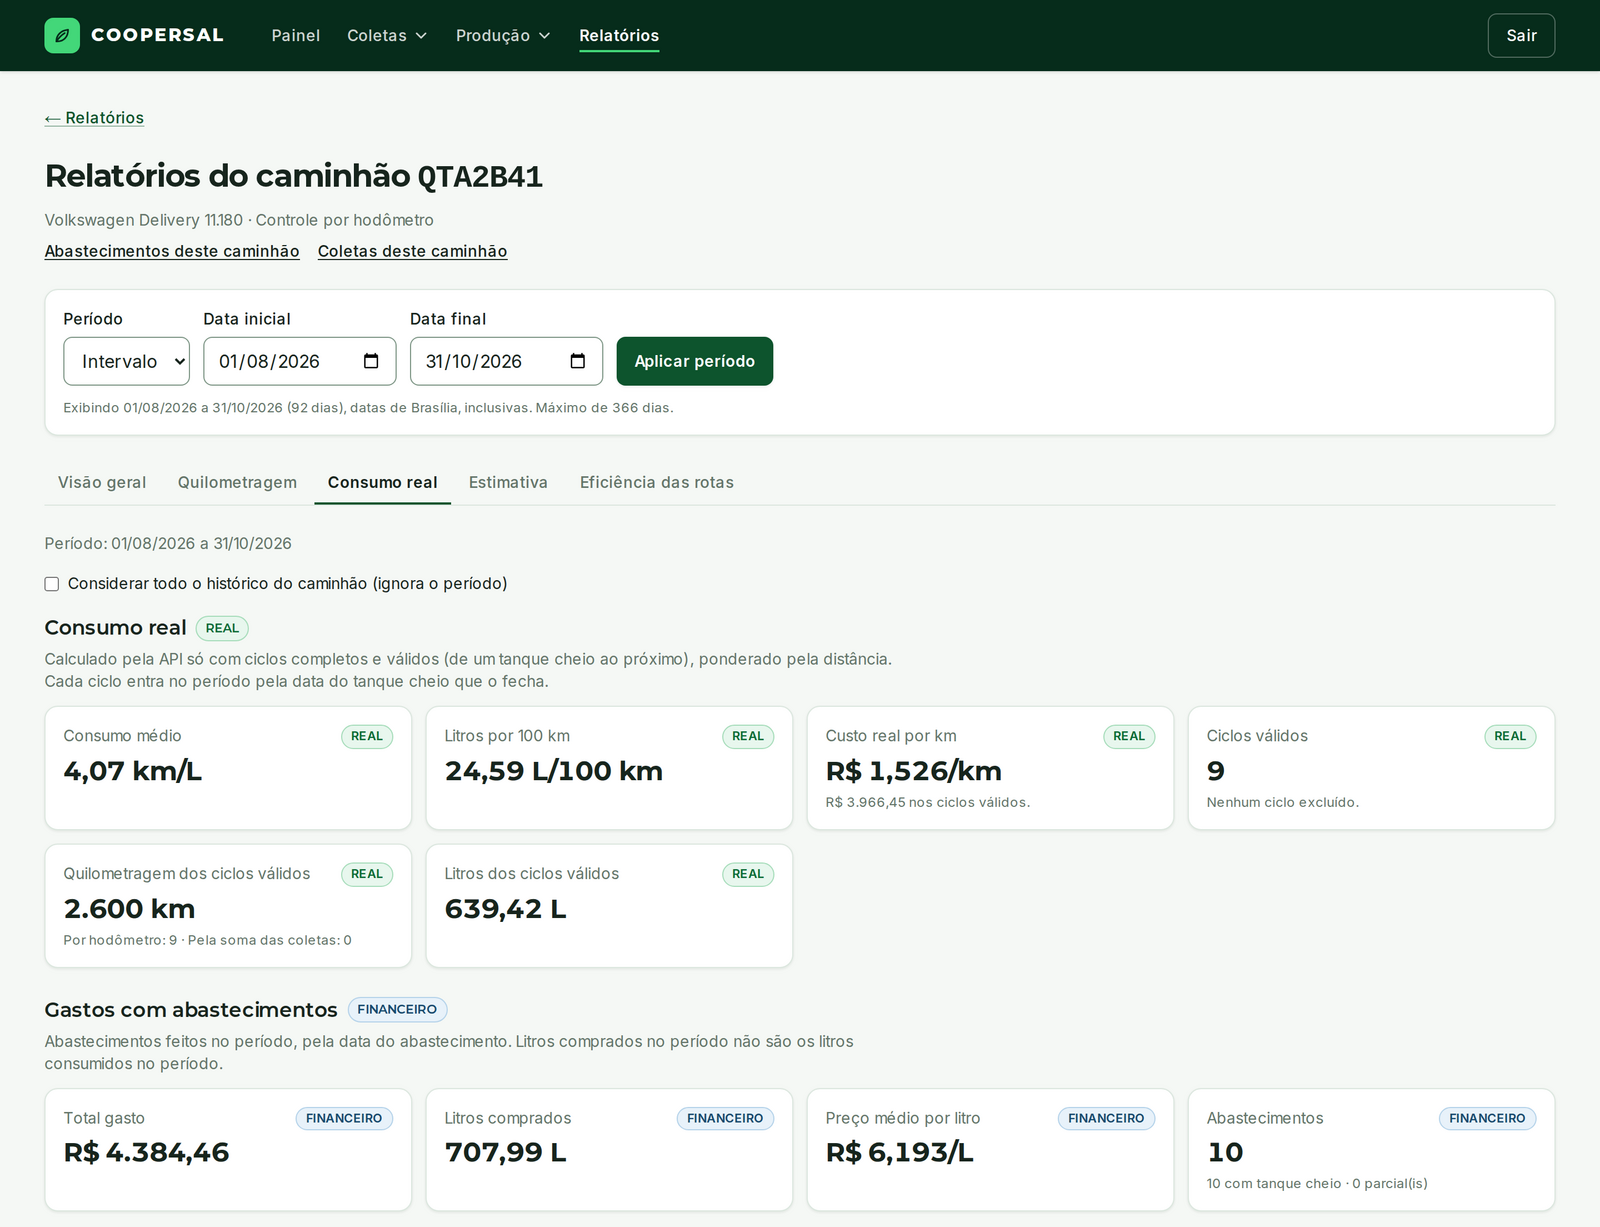 COOPERSAL
Painel
Coletas
Produção
Relatórios
Sair
← Relatórios
Relatórios do caminhão QTA2B41
Volkswagen Delivery 11.180 · Controle por hodômetro
Abastecimentos deste caminhão Coletas deste caminhão
Período
Data inicial
Data final
Intervalo
01/08/2026
31/10/2026
Aplicar período
Exibindo 01/08/2026 a 31/10/2026 (92 dias), datas de Brasília, inclusivas. Máximo de 366 dias.
Visão geral
Quilometragem
Consumo real
Estimativa
Eficiência das rotas
Período: 01/08/2026 a 31/10/2026
Considerar todo o histórico do caminhão (ignora o período)
Consumo real REAL
Calculado pela API só com ciclos completos e válidos (de um tanque cheio ao próximo), ponderado pela distância.
Cada ciclo entra no período pela data do tanque cheio que o fecha.
Consumo médio REAL
4,07 km/L
Litros por 100 km REAL
24,59 L/100 km
Custo real por km REAL
R$ 1,526/km
R$ 3.966,45 nos ciclos válidos.
Ciclos válidos REAL
9
Nenhum ciclo excluído.
Quilometragem dos ciclos válidos REAL
2.600 km
Por hodômetro: 9 · Pela soma das coletas: 0
Litros dos ciclos válidos REAL
639,42 L
Gastos com abastecimentos FINANCEIRO
Abastecimentos feitos no período, pela data do abastecimento. Litros comprados no período não são os litros
consumidos no período.
Total gasto FINANCEIRO
R$ 4.384,46
Litros comprados FINANCEIRO
707,99 L
Preço médio por litro FINANCEIRO
R$ 6,193/L
Abastecimentos FINANCEIRO
10
10 com tanque cheio · 0 parcial(is)